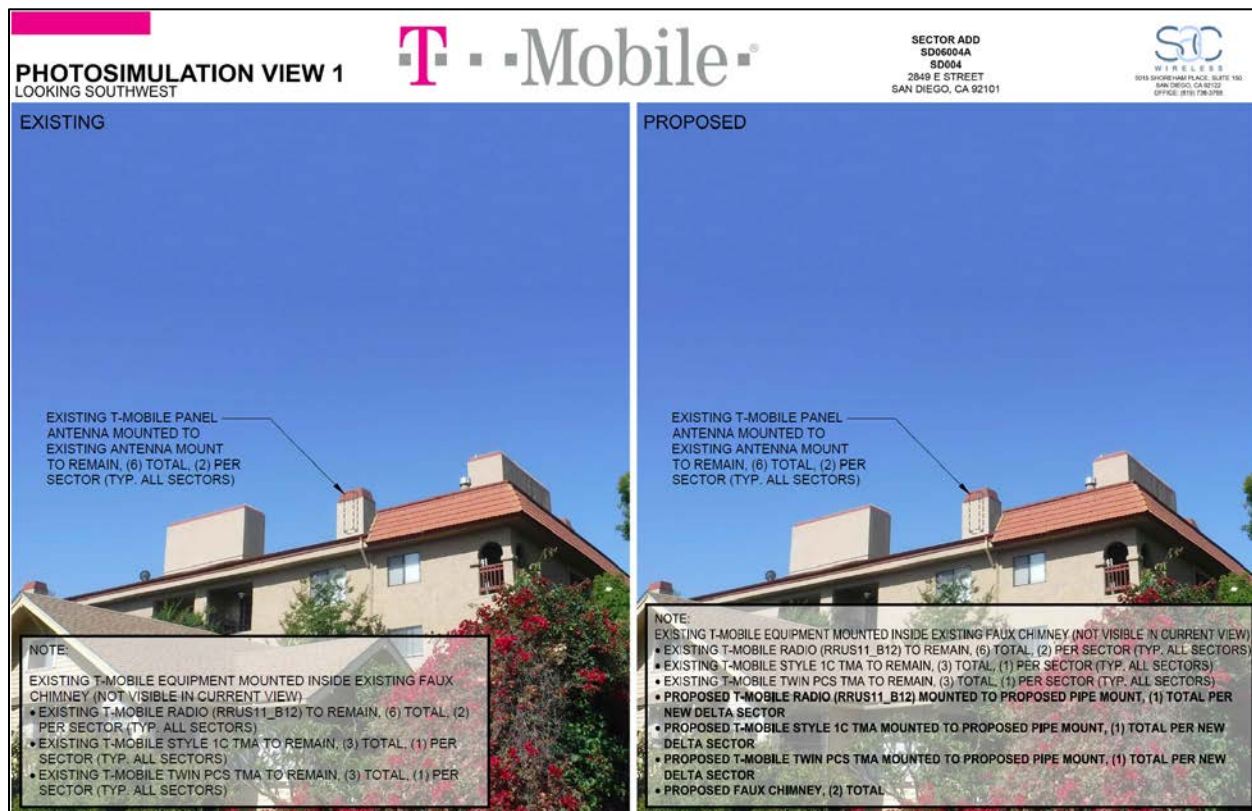 PHOTOSIMULATION VIEW 1
LOOKING SOUTHWEST
T Mobile
SECTOR ADD
SD06004A
SD004
2849 E STREET
SAN DIEGO, CA 92101
SAC
WIRELESS
5015 SHOREHAM PLACE, SUITE 150
SAN DIEGO, CA 92122
EXISTING
EXISTING T-MOBILE PANEL
ANTENNA MOUNTED TO
EXISTING ANTENNA MOUNT
TO REMAIN, (6) TOTAL, (2) PER
SECTOR (TYP. ALL SECTORS)
NOTE:
EXISTING T-MOBILE EQUIPMENT MOUNTED INSIDE EXISTING FAUX
CHIMNEY (NOT VISIBLE IN CURRENT VIEW)
• EXISTING T-MOBILE RADIO (RRUS11_B12) TO REMAIN, (6) TOTAL, (2)
PER SECTOR (TYP. ALL SECTORS)
• EXISTING T-MOBILE STYLE 1C TMA TO REMAIN, (3) TOTAL, (1) PER
SECTOR (TYP. ALL SECTORS)
• EXISTING T-MOBILE TWIN PCS TMA TO REMAIN, (3) TOTAL, (1) PER
SECTOR (TYP. ALL SECTORS)
PROPOSED
EXISTING T-MOBILE PANEL
ANTENNA MOUNTED TO
EXISTING ANTENNA MOUNT
TO REMAIN, (6) TOTAL, (2) PER
SECTOR (TYP. ALL SECTORS)
NOTE:
EXISTING T-MOBILE EQUIPMENT MOUNTED INSIDE EXISTING FAUX CHIMNEY (NOT VISIBLE IN CURRENT VIEW)
• EXISTING T-MOBILE RADIO (RRUS11_B12) TO REMAIN, (6) TOTAL, (2) PER SECTOR (TYP. ALL SECTORS)
• EXISTING T-MOBILE STYLE 1C TMA TO REMAIN, (3) TOTAL, (1) PER SECTOR (TYP. ALL SECTORS)
• EXISTING T-MOBILE TWIN PCS TMA TO REMAIN, (3) TOTAL, (1) PER SECTOR (TYP. ALL SECTORS)
• PROPOSED T-MOBILE RADIO (RRUS11_B12) MOUNTED TO PROPOSED PIPE MOUNT, (1) TOTAL PER
NEW DELTA SECTOR
• PROPOSED T-MOBILE STYLE 1C TMA MOUNTED TO PROPOSED PIPE MOUNT, (1) TOTAL PER NEW
DELTA SECTOR
• PROPOSED T-MOBILE TWIN PCS TMA MOUNTED TO PROPOSED PIPE MOUNT, (1) TOTAL PER NEW
DELTA SECTOR
• PROPOSED FAUX CHIMNEY, (2) TOTAL